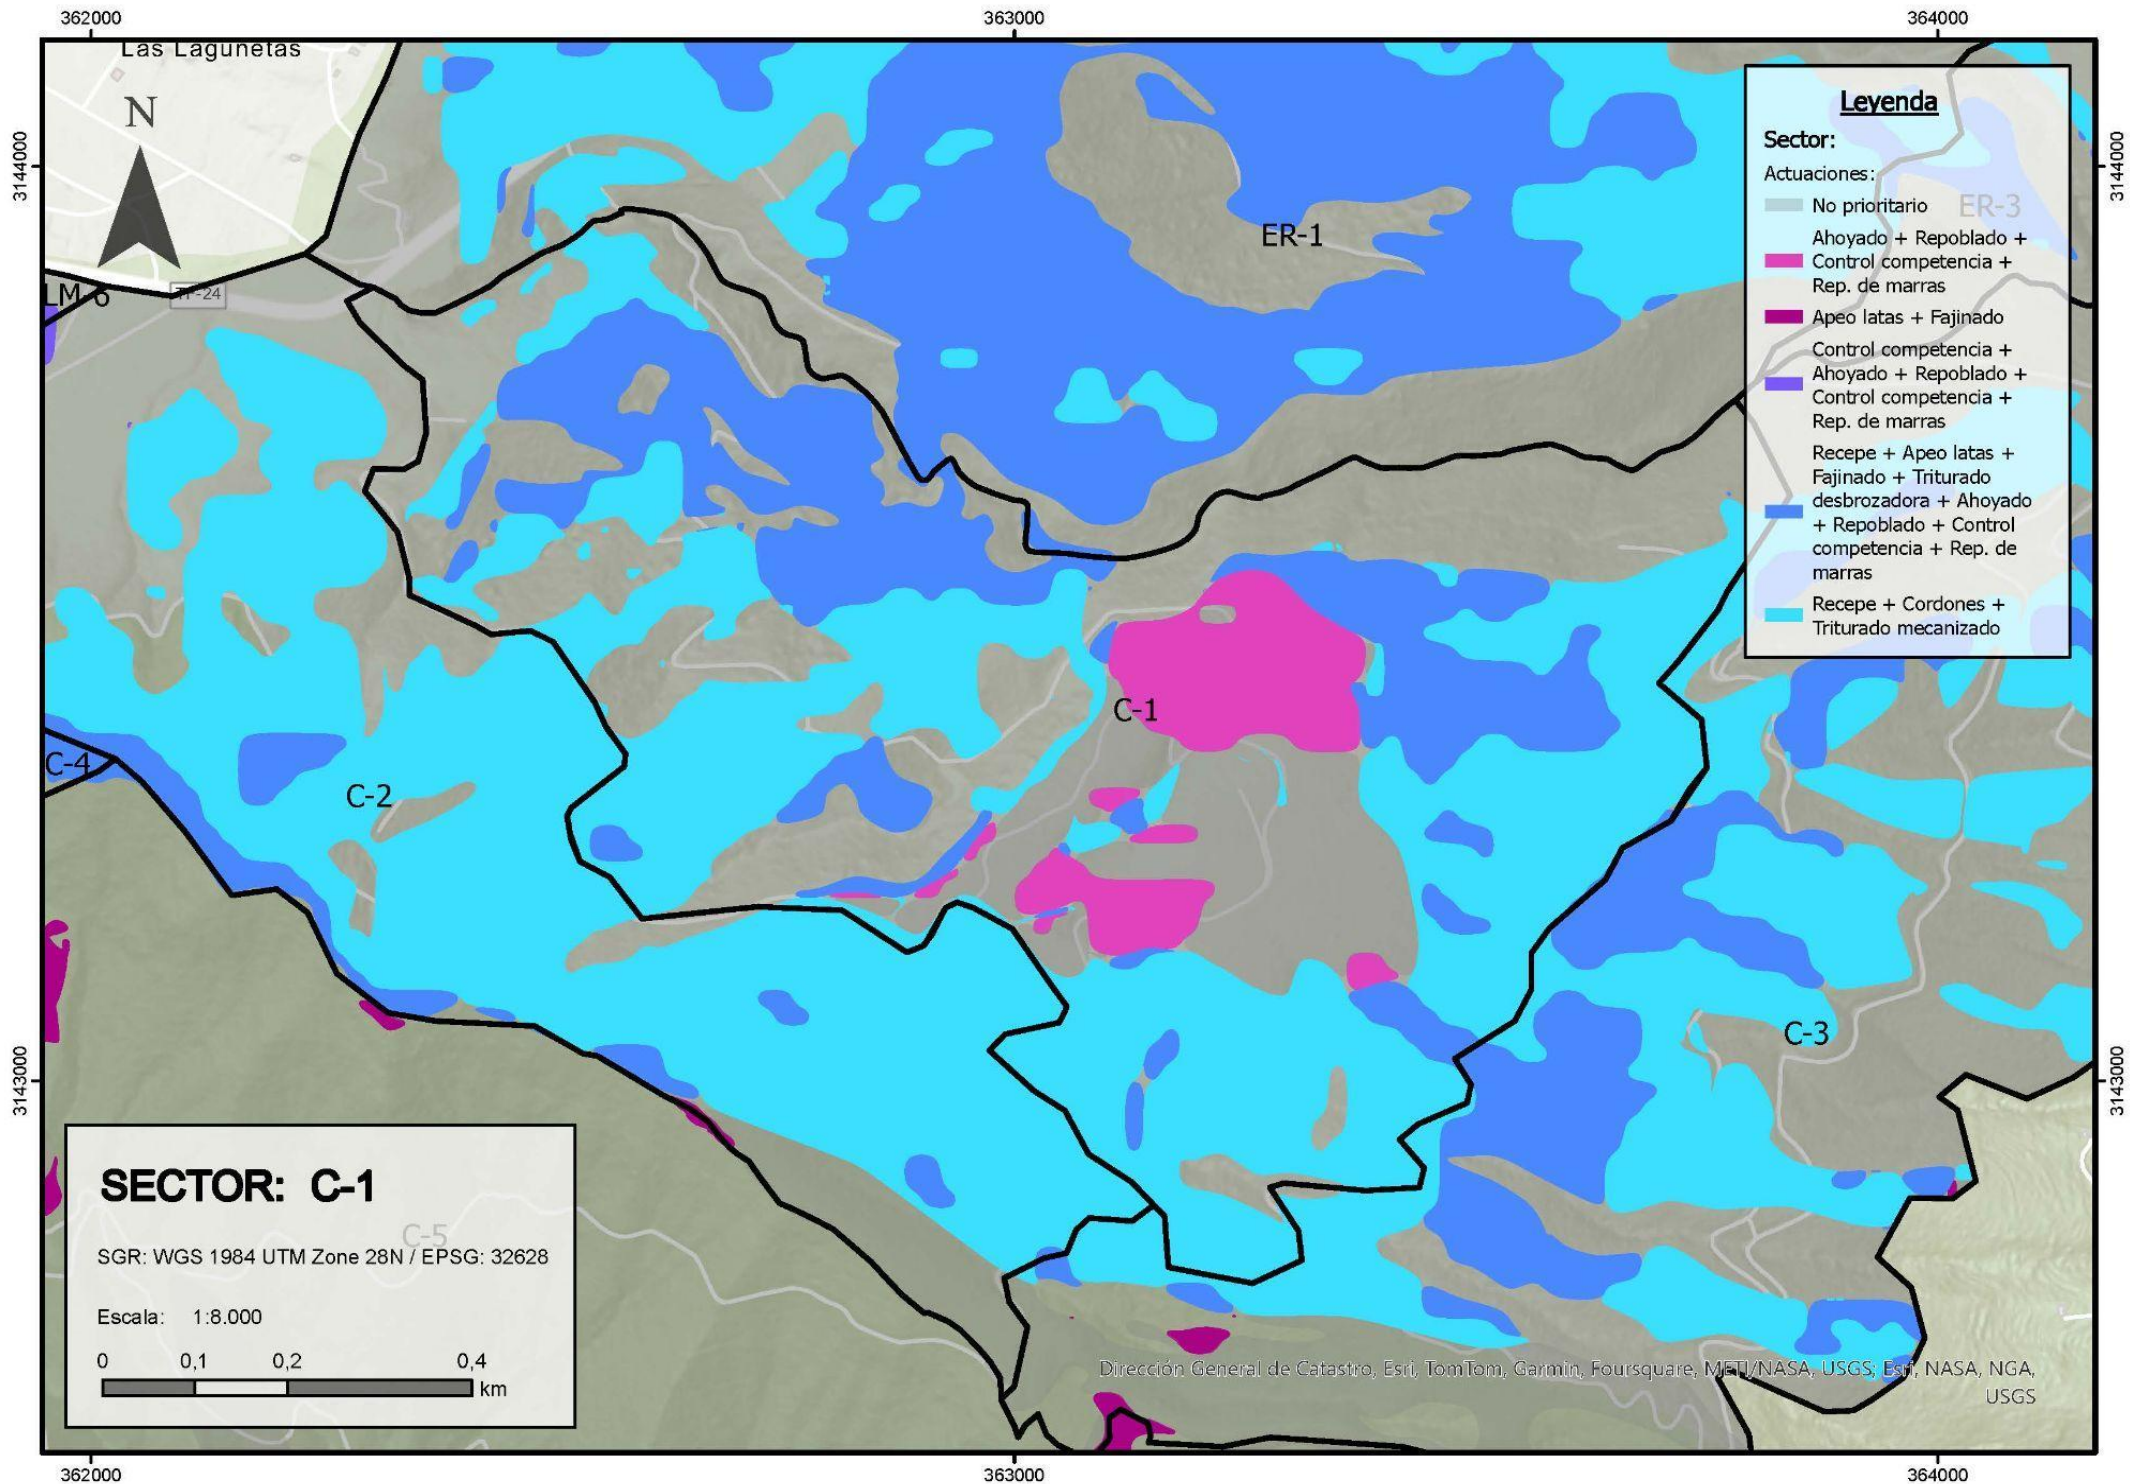 362000
363000
364000
Las Lagunetas
N
3144000
3144000
LM-6
TF-24
ER-1
ER-3
Leyenda
Sector:
Actuaciones:
No prioritario
Ahoyado + Repoblado +
Control competencia +
Rep. de marras
Apeo latas + Fajinado
Control competencia +
Ahoyado + Repoblado +
Control competencia +
Rep. de marras
Recepe + Apeo latas +
Fajinado + Triturado
desbrozadora + Ahoyado
+ Repoblado + Control
competencia + Rep. de
marras
Recepe + Cordones +
Triturado mecanizado
C-1
C-4
C-2
C-3
3143000
3143000
SECTOR: C-1
C-5
SGR: WGS 1984 UTM Zone 28N / EPSG: 32628
Escala: 1:8.000
0 0,1 0,2 0,4
km
Dirección General de Catastro, Esri, TomTom, Garmin, Foursquare, METI/NASA, USGS; Esri, NASA, NGA,
USGS
362000
363000
364000